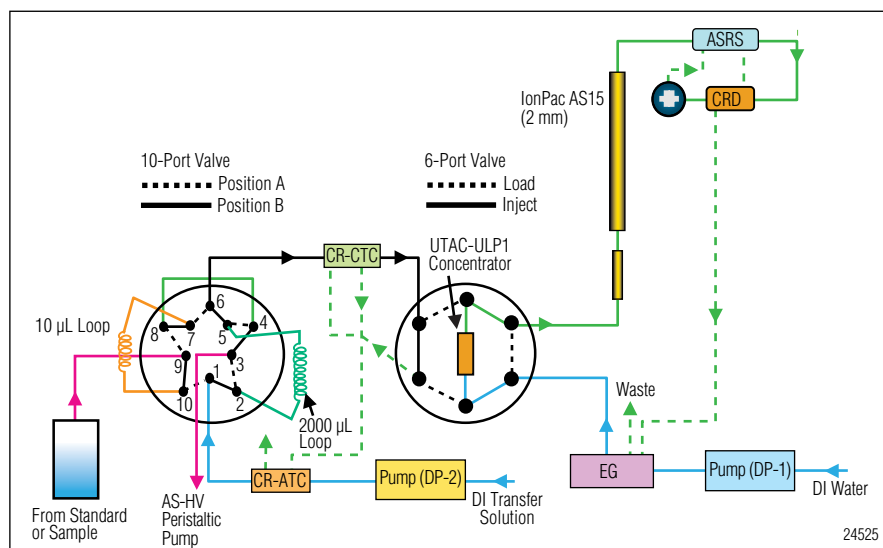 ASRS
IonPac AS15
(2 mm)
CRD
10-Port Valve
Position A
Position B
6-Port Valve
Load
Inject
CR-CTC
UTAC-ULP1
Concentrator
10 µL Loop
6
5
4
8
7
9
3
1
10
2
2000 µL
Loop
Waste
CR-ATC
Pump (DP-2)
EG
Pump (DP-1)
From Standard
or Sample
AS-HV
Peristaltic
Pump
DI Transfer
Solution
DI Water
24525